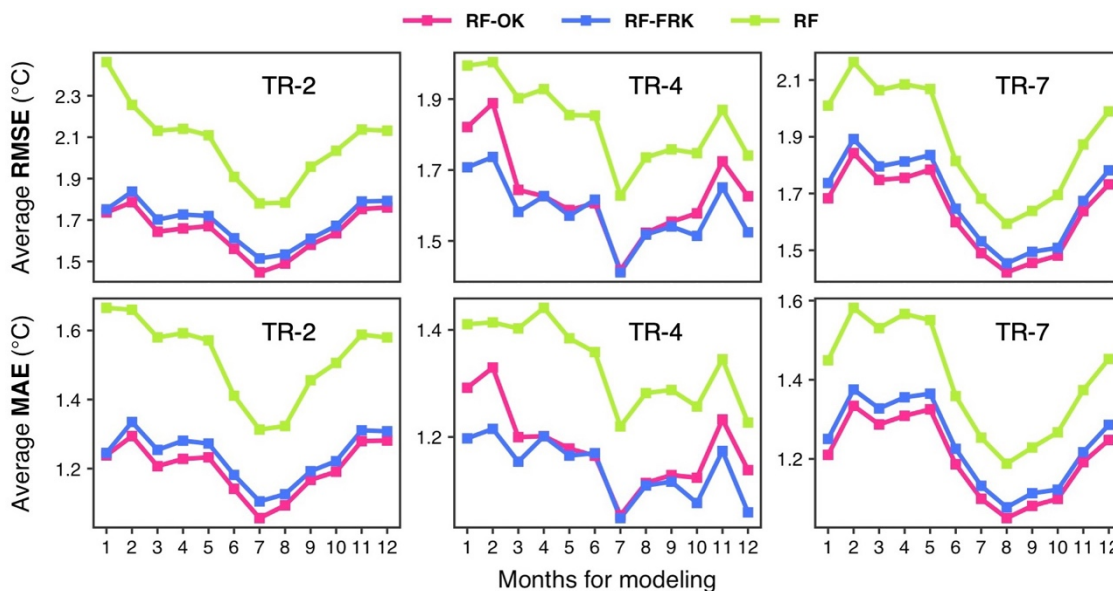 RF-OK RF-FRK RF
Average RMSE (°C)
TR-2
2.3
2.1
1.9
1.7
1.5
TR-4
1.9
1.7
1.5
TR-7
2.1
1.9
1.7
1.5
Average MAE (°C)
TR-2
1.6
1.4
1.2
TR-4
1.4
1.2
TR-7
1.6
1.4
1.2
1 2 3 4 5 6 7 8 9 10 11 12
1 2 3 4 5 6 7 8 9 10 11 12
1 2 3 4 5 6 7 8 9 10 11 12
Months for modeling